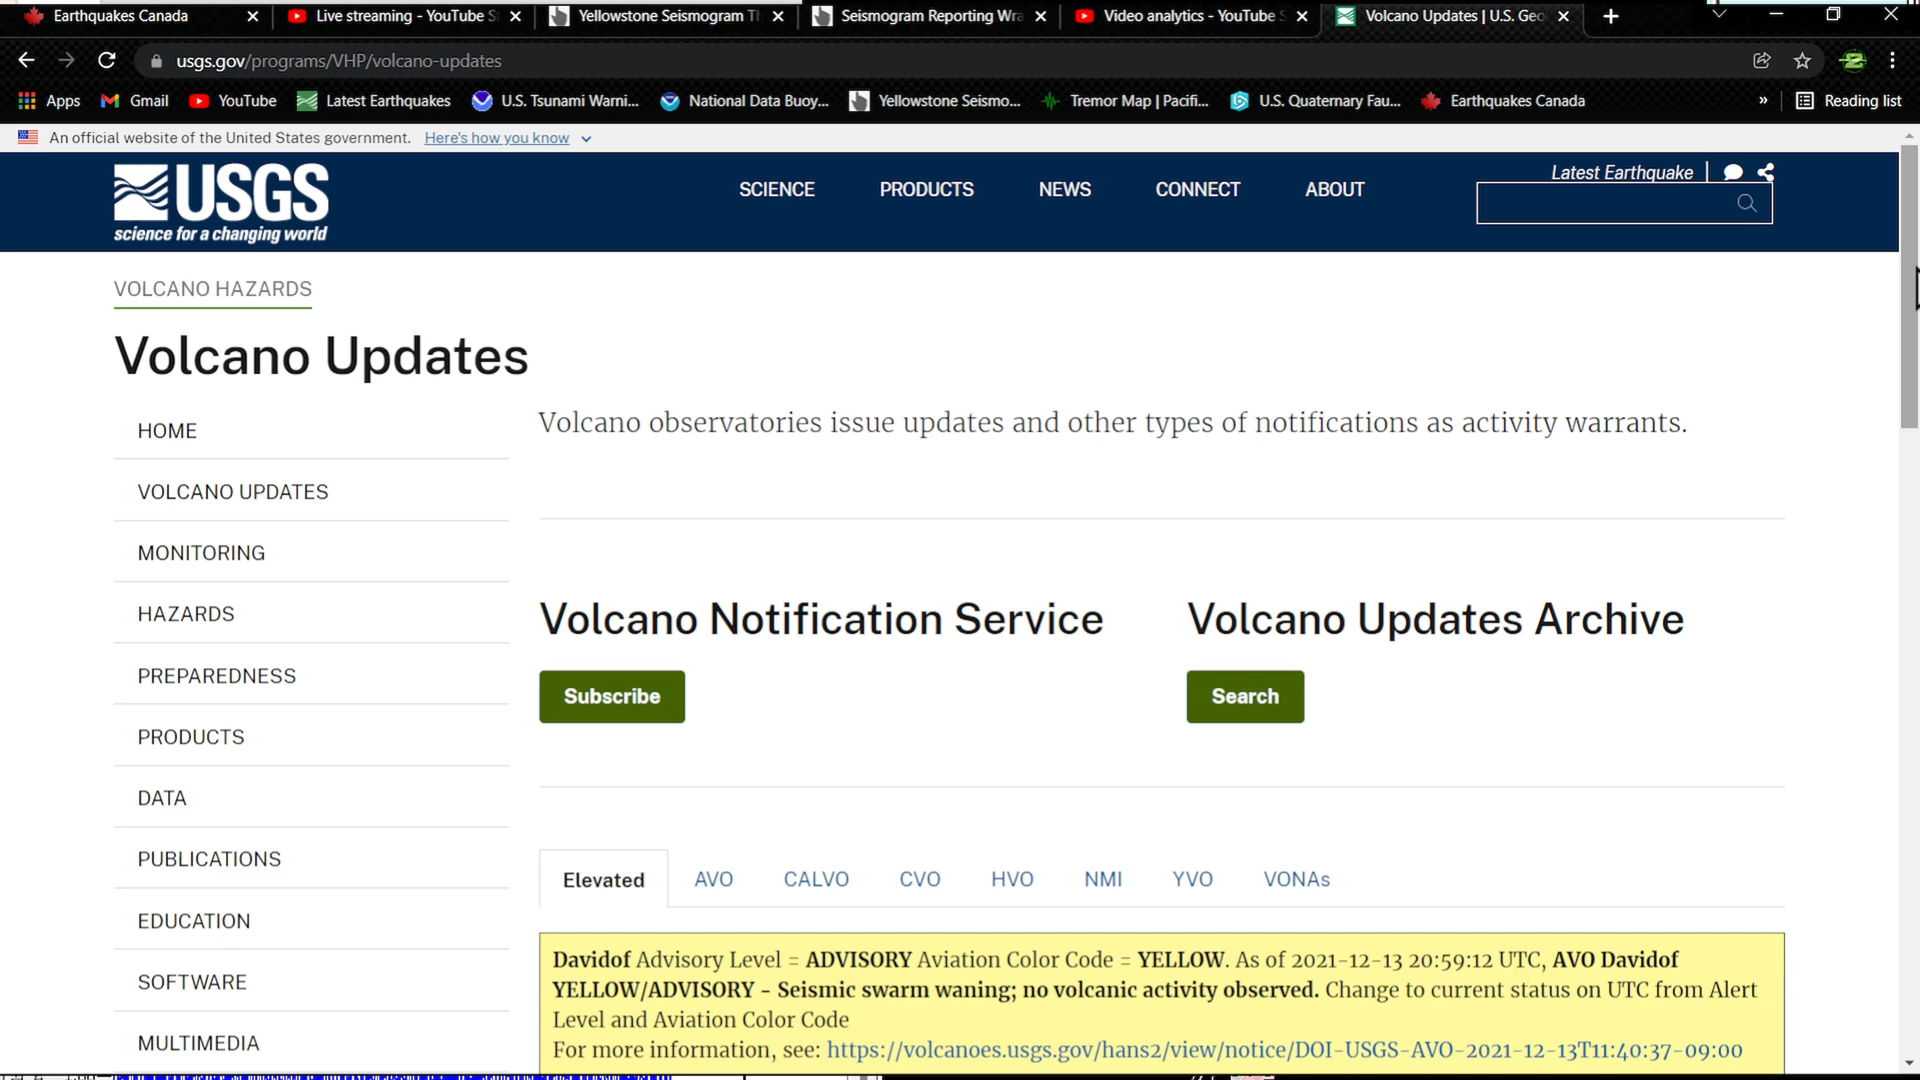 Earthquakes Canada
Live streaming - YouTube S
Yellowstone Seismogram Th
Seismogram Reporting Wra
Video analytics - YouTube S
Volcano Updates | U.S. Geo
usgs.gov/programs/VHP/volcano-updates
Apps
Gmail
YouTube
Latest Earthquakes
U.S. Tsunami Warni...
National Data Buoy...
Yellowstone Seismo...
Tremor Map | Pacifi...
U.S. Quaternary Fau...
Earthquakes Canada
»
Reading list
An official website of the United States government. Here's how you know
USGS
science for a changing world
SCIENCE
PRODUCTS
NEWS
CONNECT
ABOUT
Latest Earthquake
VOLCANO HAZARDS
Volcano Updates
HOME
VOLCANO UPDATES
MONITORING
HAZARDS
PREPAREDNESS
PRODUCTS
DATA
PUBLICATIONS
EDUCATION
SOFTWARE
MULTIMEDIA
Volcano observatories issue updates and other types of notifications as activity warrants.
Volcano Notification Service
Subscribe
Volcano Updates Archive
Search
Elevated
AVO
CALVO
CVO
HVO
NMI
YVO
VONAs
Davidof Advisory Level = ADVISORY Aviation Color Code = YELLOW. As of 2021-12-13 20:59:12 UTC, AVO Davidof
YELLOW/ADVISORY - Seismic swarm waning; no volcanic activity observed. Change to current status on UTC from Alert
Level and Aviation Color Code
For more information, see: https://volcanoes.usgs.gov/hans2/view/notice/DOI-USGS-AVO-2021-12-13T11:40:37-09:00